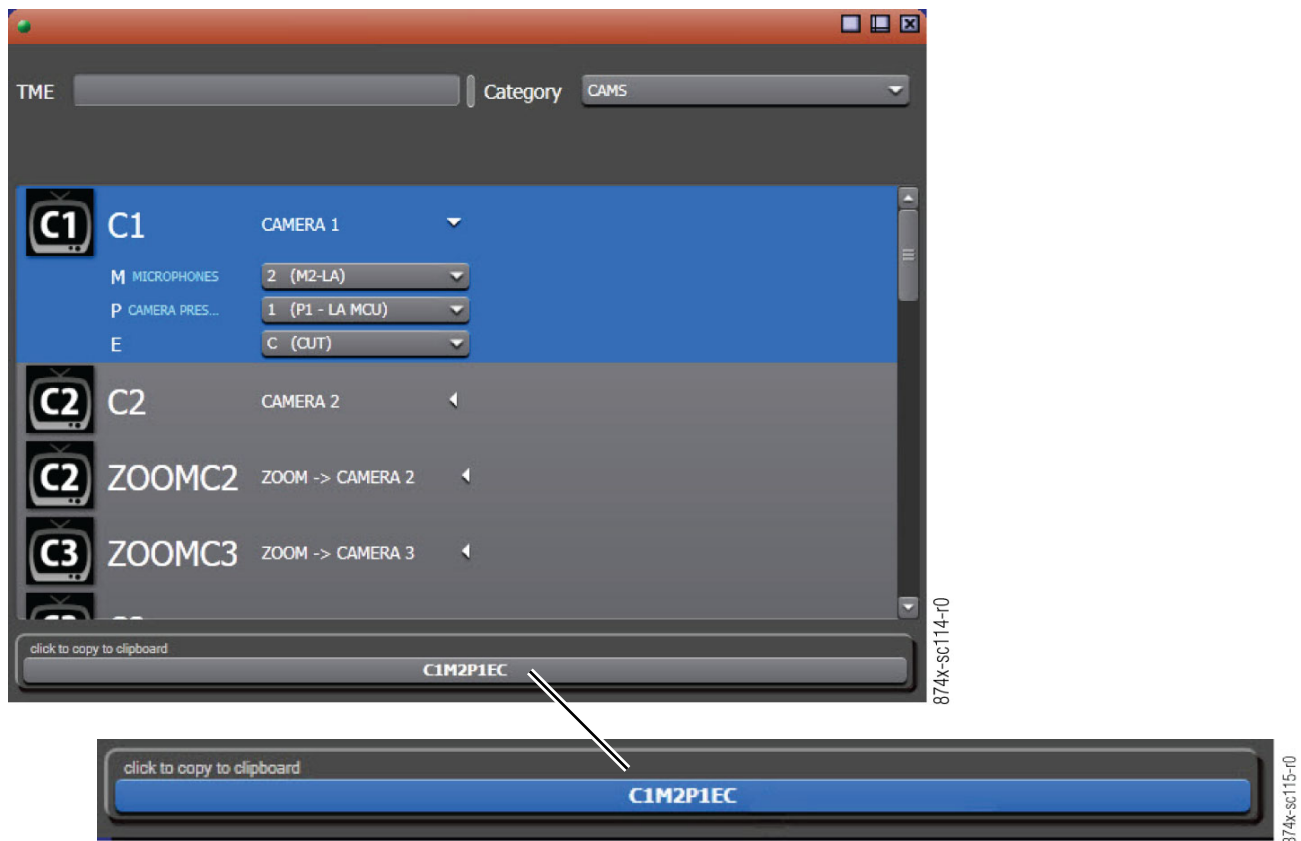 TME Category CAMS
C1 C1 CAMERA 1
M MICROPHONES 2 (M2-LA)
P CAMERA PRES... 1 (P1 - LA MCU)
E C (CUT)
C2 C2 CAMERA 2
C2 ZOOMC2 ZOOM -> CAMERA 2
C3 ZOOMC3 ZOOM -> CAMERA 3
click to copy to clipboard
C1M2P1EC
874x-sc114-r0
click to copy to clipboard
C1M2P1EC
874x-sc115-r0